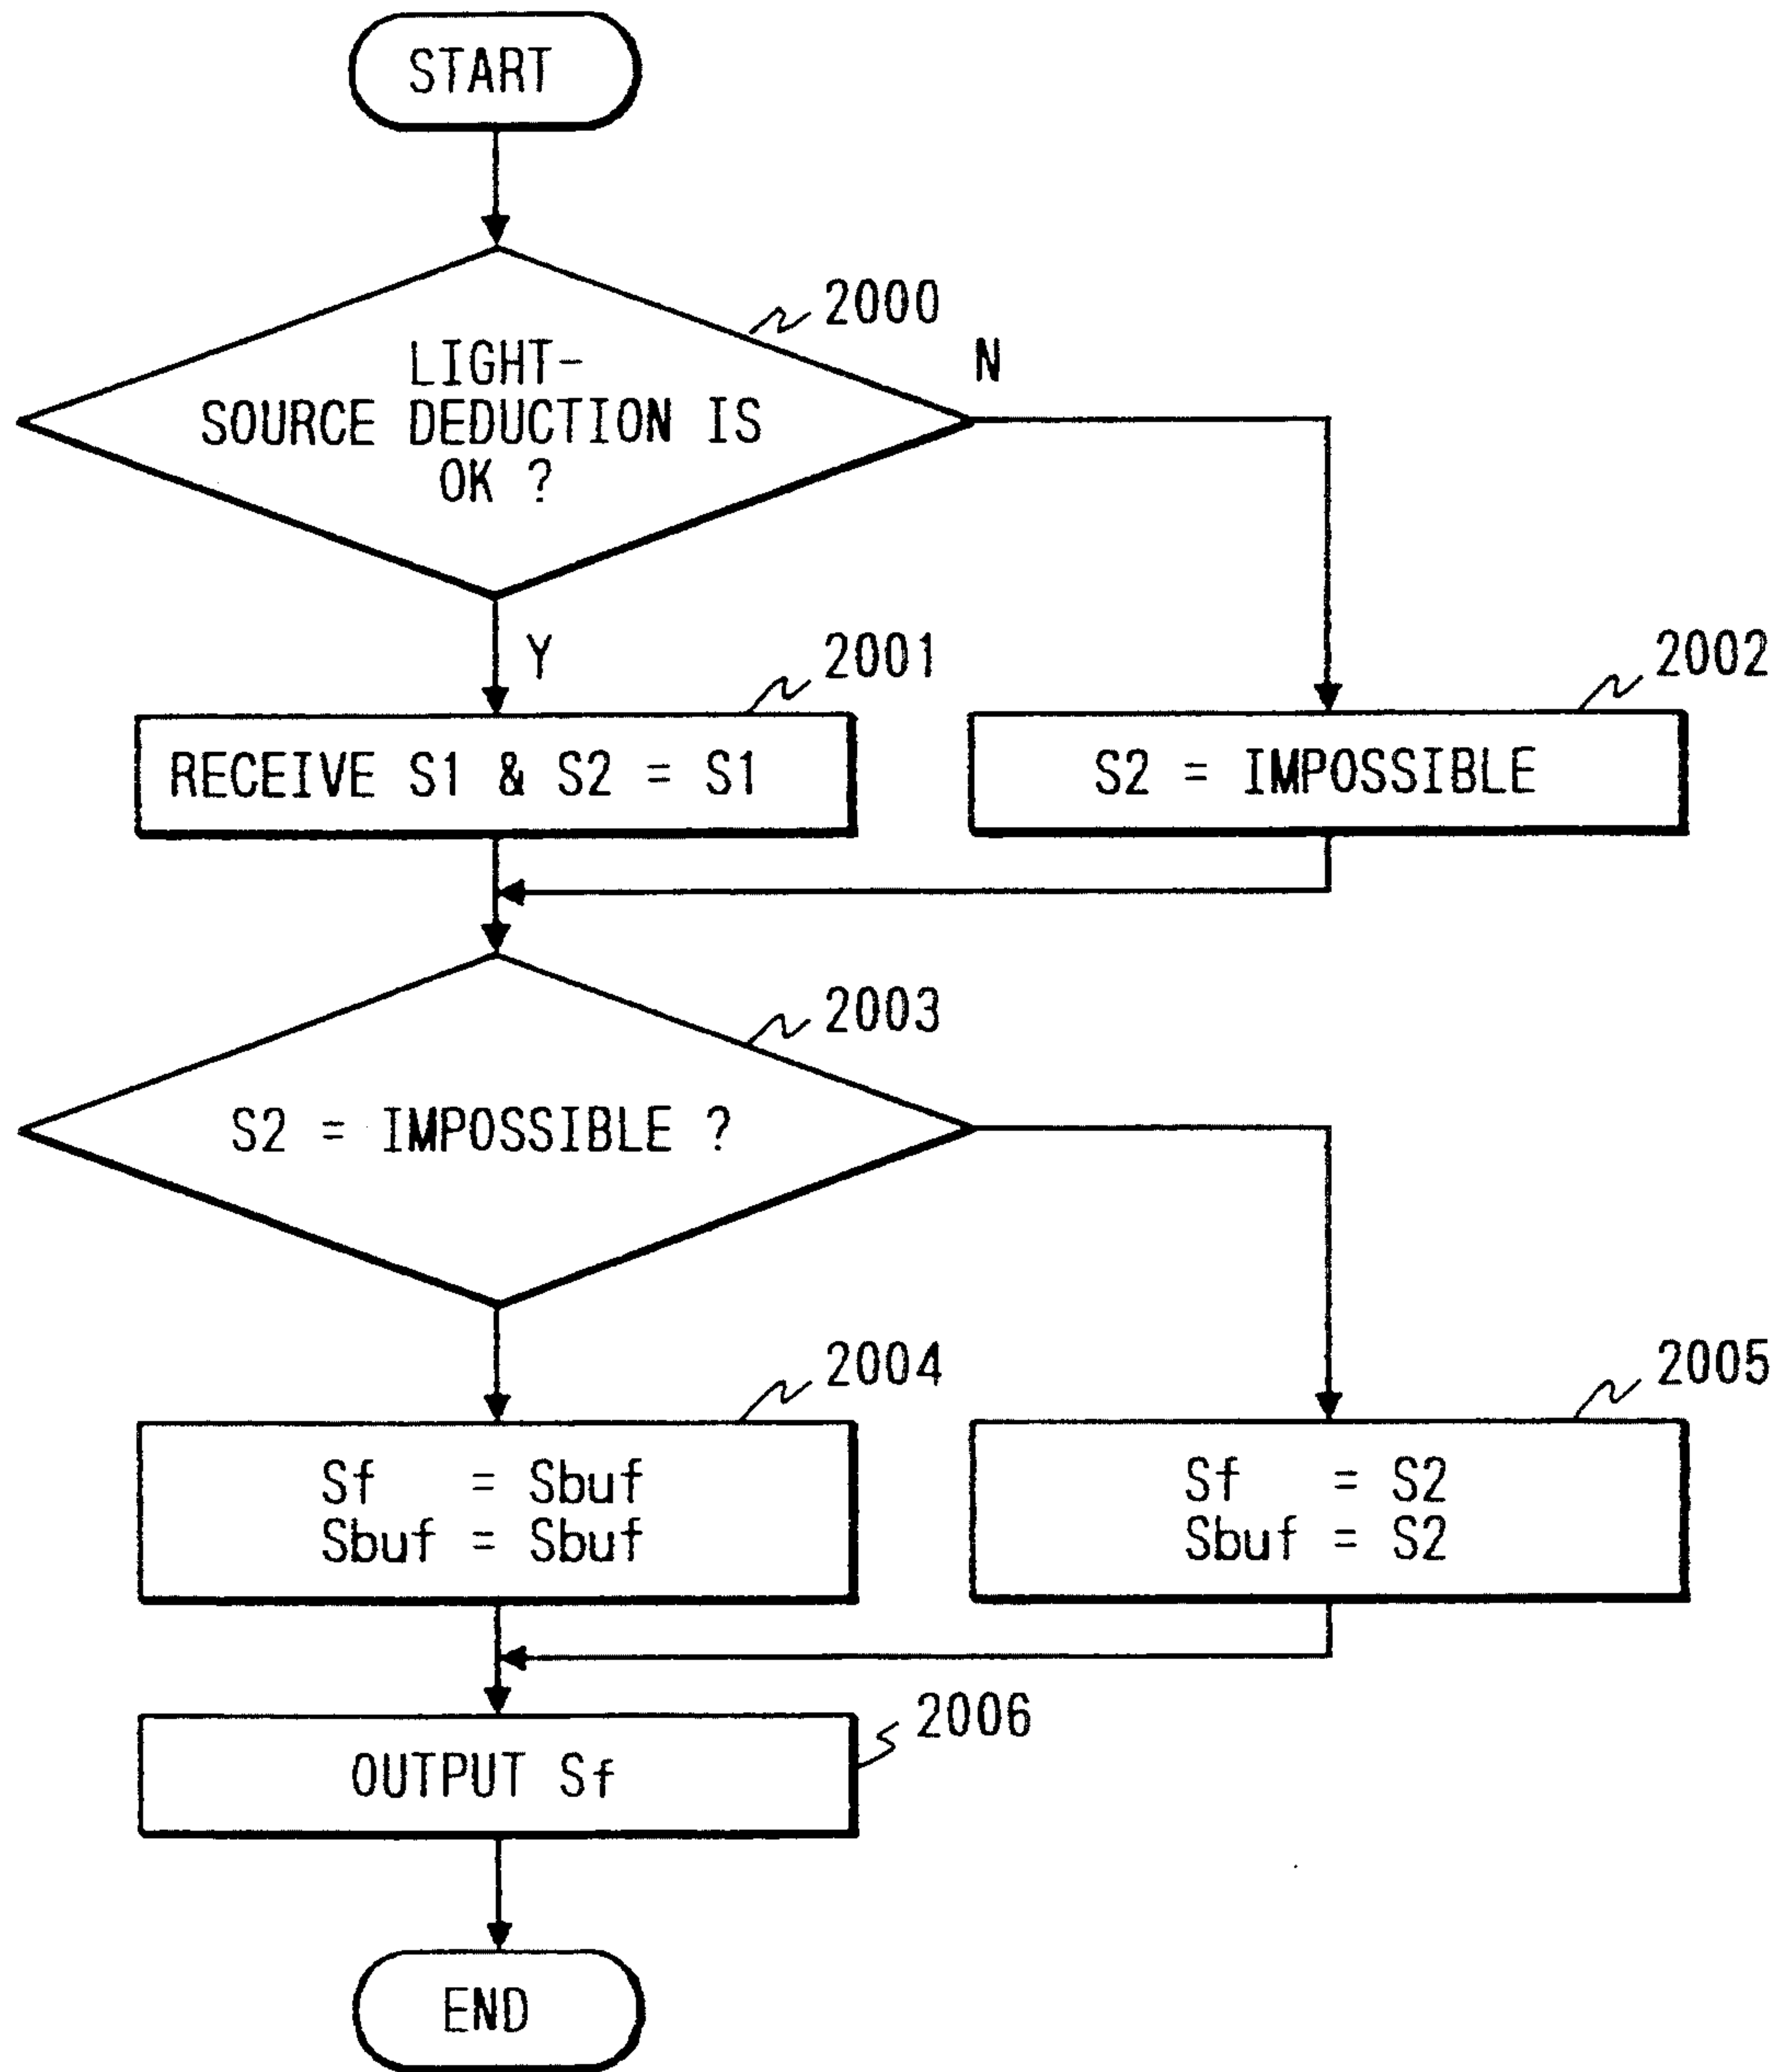 START
2000
LIGHT-
SOURCE DEDUCTION IS
OK ?
N
Y
2001
2002
RECEIVE S1 & S2 = S1
S2 = IMPOSSIBLE
2003
S2 = IMPOSSIBLE ?
2004
2005
Sf = Sbuf
Sbuf = Sbuf
Sf = S2
Sbuf = S2
2006
OUTPUT Sf
END